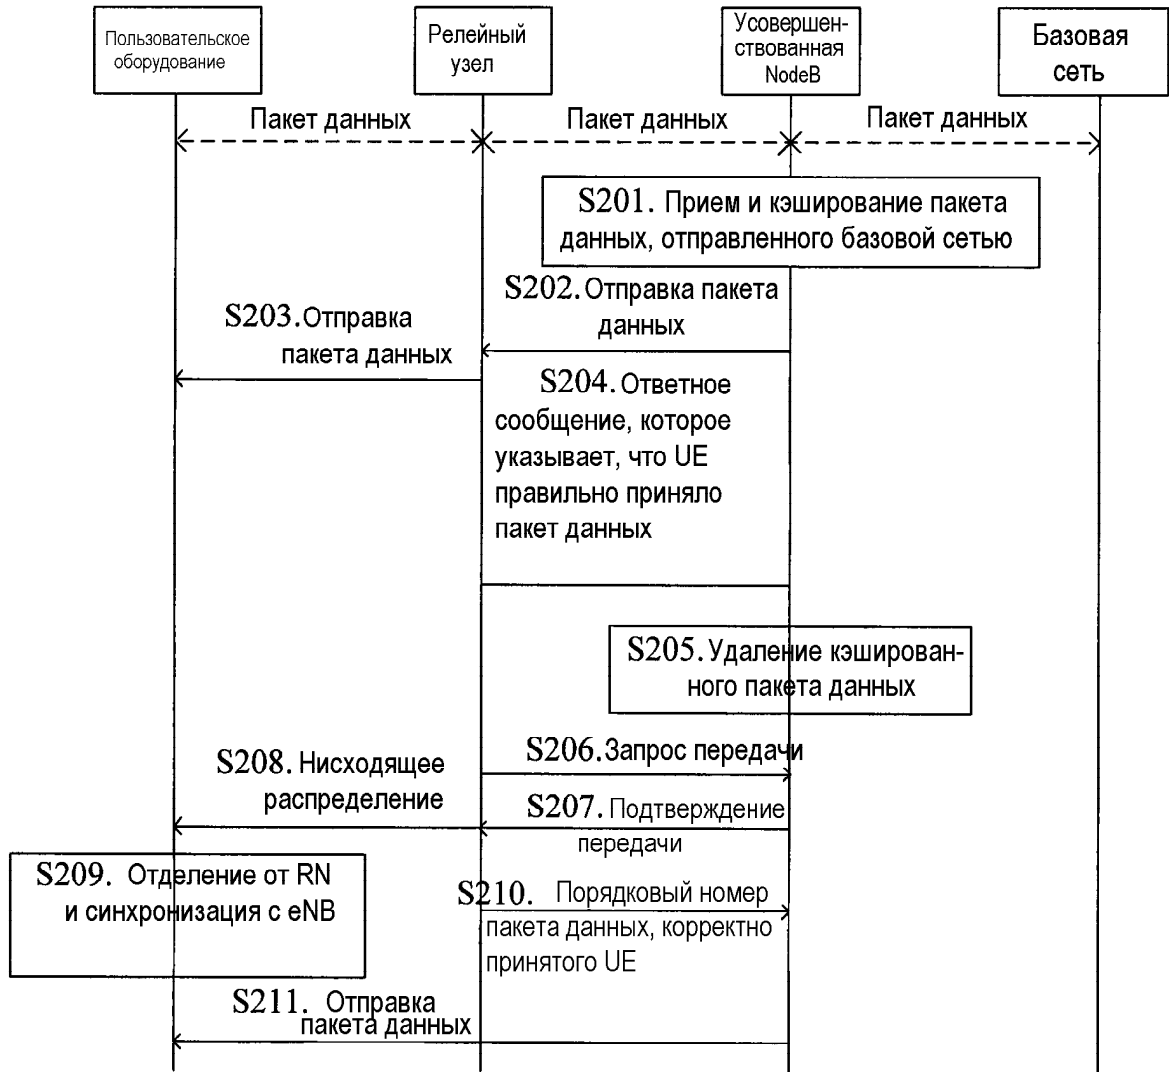 Пользовательское
оборудование
Релейный
узел
Усовершен-
ствованная
NodeB
Базовая
сеть
Пакет данных
Пакет данных
Пакет данных
S201. Прием и кэширование пакета
данных, отправленного базовой сетью
S202. Отправка пакета
данных
S203. Отправка
пакета данных
S204. Ответное
сообщение, которое
указывает, что UE
правильно приняло
пакет данных
S205. Удаление кэширован-
ного пакета данных
S206. Запрос передачи
S208. Нисходящее
распределение
S207. Подтверждение
передачи
S209. Отделение от RN
и синхронизация с eNB
S210. Порядковый номер
пакета данных, корректно
принятого UE
S211. Отправка
пакета данных